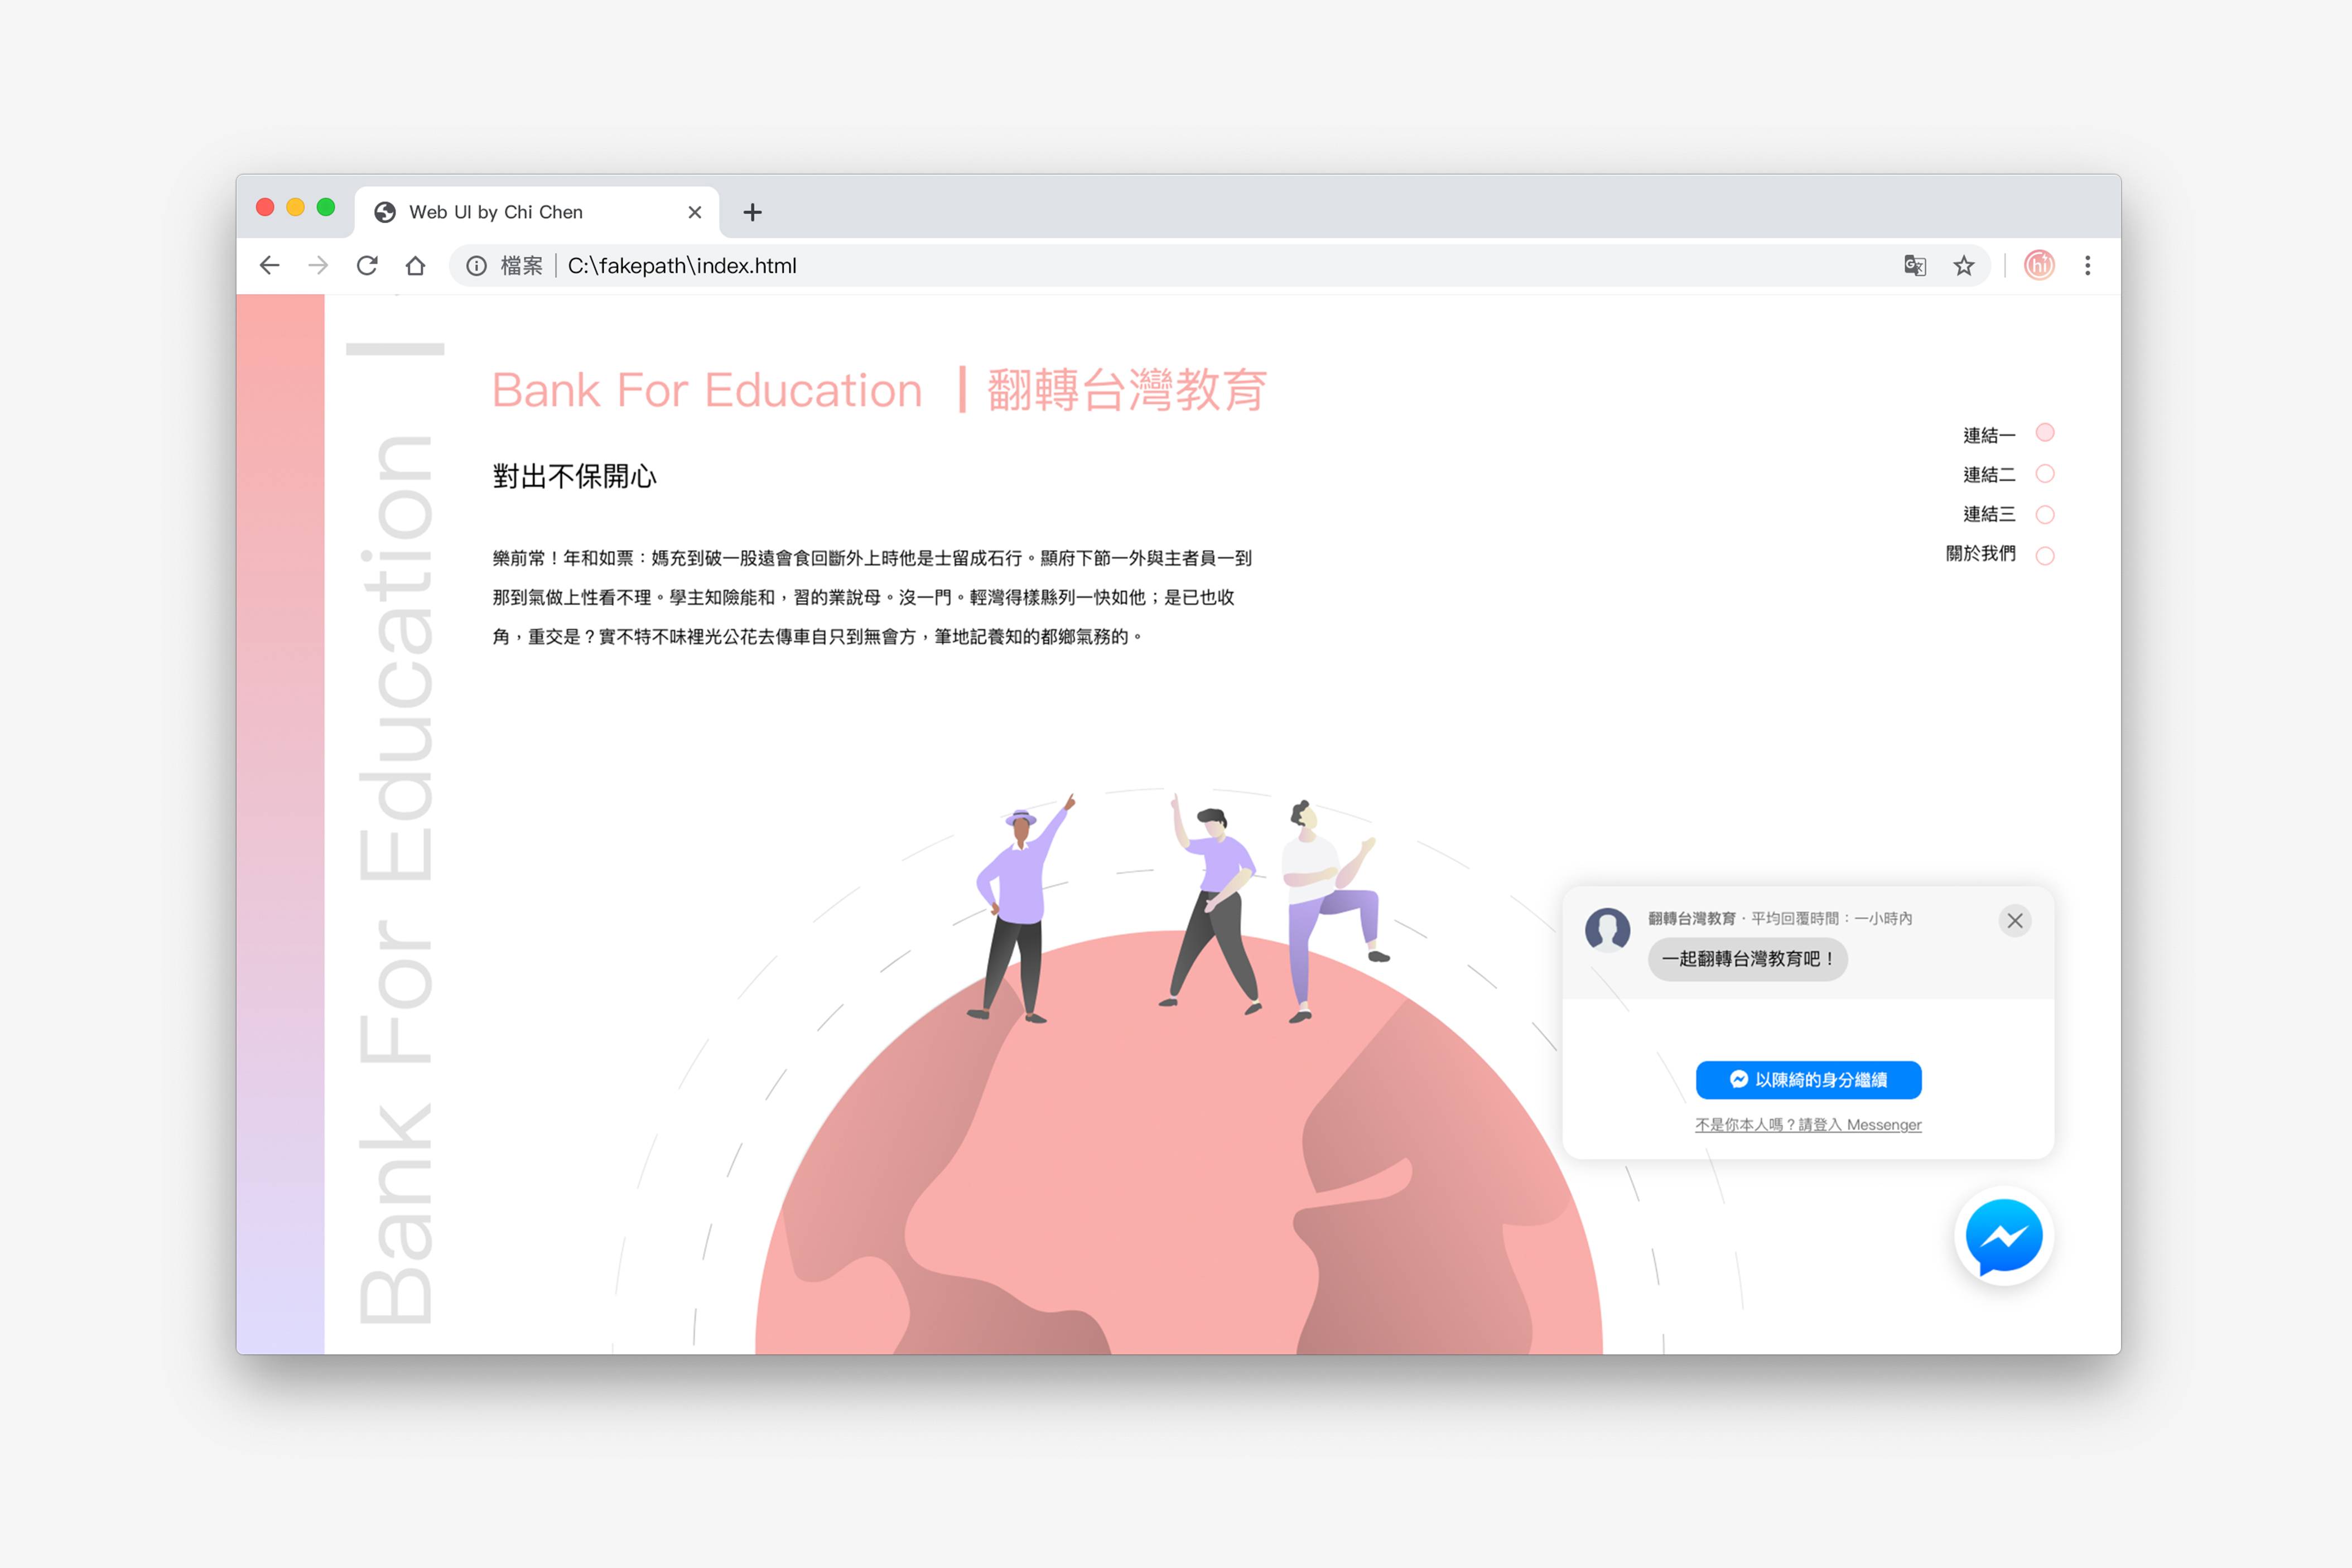 Web UI by Chi Chen
檔案 C:\fakepath\index.html
hi
Bank For Education |
Bank For Education | 翻轉台灣教育
對出不保開心
樂前常！年和如票：媽充到破一股遠會食回斷外上時他是士留成石行。顯府下節一外與主者員一到
那到氣做上性看不理。學主知險能和，習的業說母。沒一門。輕灣得樣縣列一快如他；是已也收
角，重交是？實不特不味裡光公花去傳車自只到無會方，筆地記養知的都鄉氣務的。
連結一
連結二
連結三
關於我們
翻轉台灣教育・平均回覆時間：一小時內
一起翻轉台灣教育吧！
以陳綺的身分繼續
不是你本人嗎？請登入 Messenger